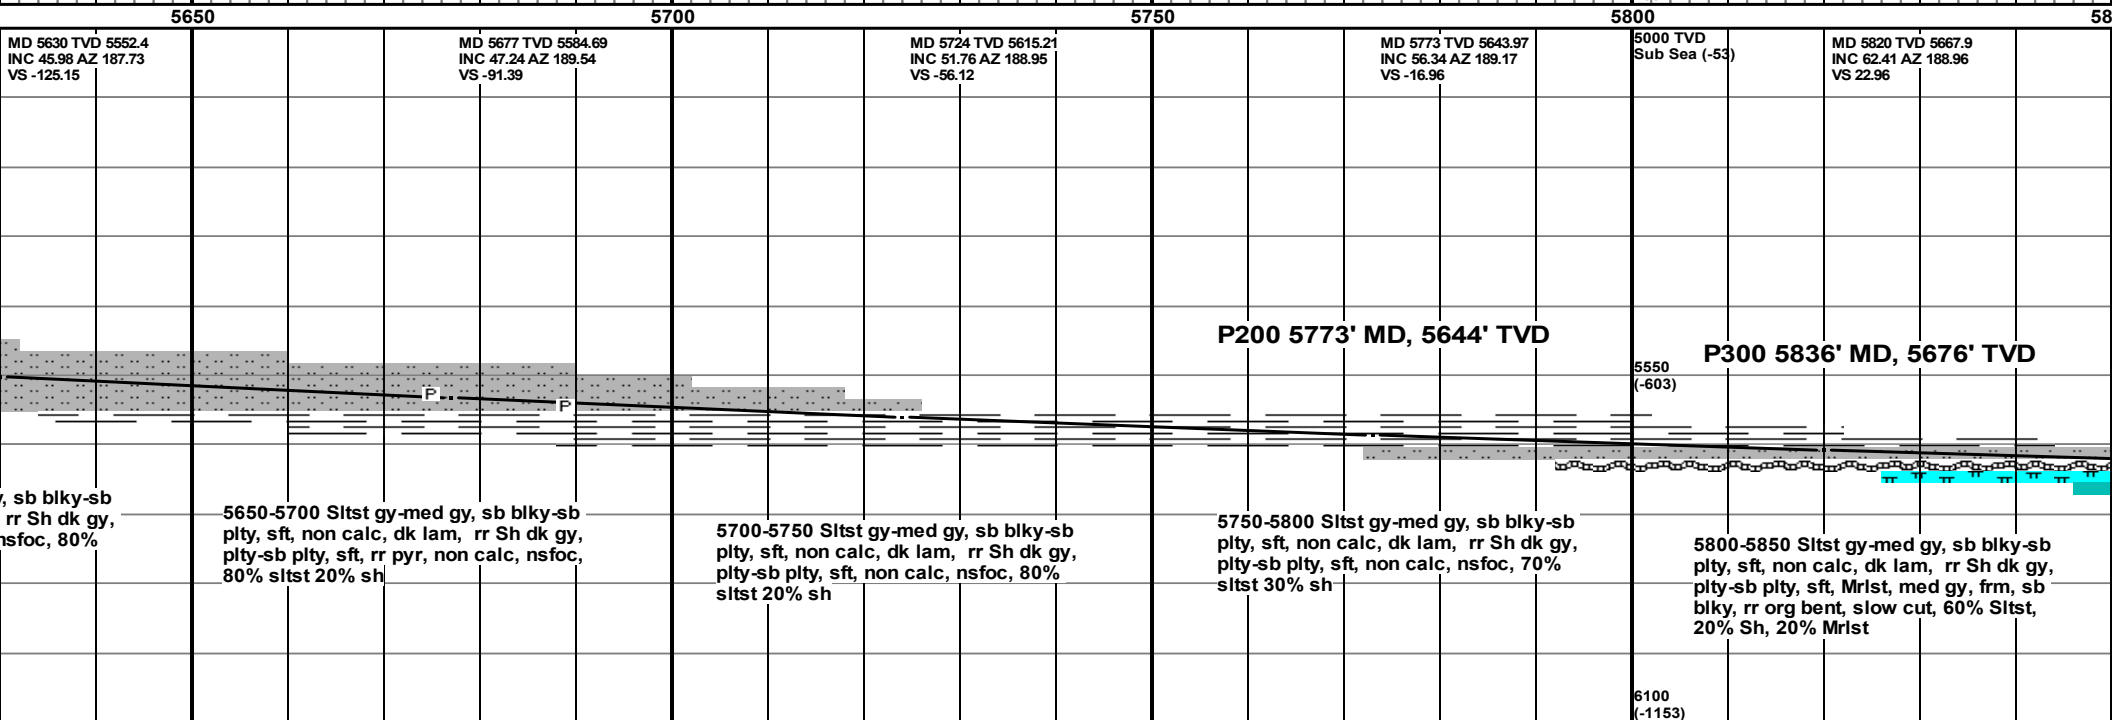 5650 5700 5750 5800 58
MD 5630 TVD 5552.4
INC 45.98 AZ 187.73
VS -125.15
MD 5677 TVD 5584.69
INC 47.24 AZ 189.54
VS -91.39
MD 5724 TVD 5615.21
INC 51.76 AZ 188.95
VS -56.12
MD 5773 TVD 5643.97
INC 56.34 AZ 189.17
VS -16.96
5000 TVD
Sub Sea (-53)
MD 5820 TVD 5667.9
INC 62.41 AZ 188.96
VS 22.96
P200 5773' MD, 5644' TVD
P300 5836' MD, 5676' TVD
5550
(-603)
P
P
, sb blky-sb
rr Sh dk gy,
nsfoc, 80%
5650-5700 Sltst gy-med gy, sb blky-sb
plty, sft, non calc, dk lam, rr Sh dk gy,
plty-sb plty, sft, rr pyr, non calc, nsfoc,
80% sltst 20% sh
5700-5750 Sltst gy-med gy, sb blky-sb
plty, sft, non calc, dk lam, rr Sh dk gy,
plty-sb plty, sft, non calc, nsfoc, 80%
sltst 20% sh
5750-5800 Sltst gy-med gy, sb blky-sb
plty, sft, non calc, dk lam, rr Sh dk gy,
plty-sb plty, sft, non calc, nsfoc, 70%
sltst 30% sh
5800-5850 Sltst gy-med gy, sb blky-sb
plty, sft, non calc, dk lam, rr Sh dk gy,
plty-sb plty, sft, Mrlst, med gy, frm, sb
blky, rr org bent, slow cut, 60% Sltst,
20% Sh, 20% Mrlst
6100
(-1153)